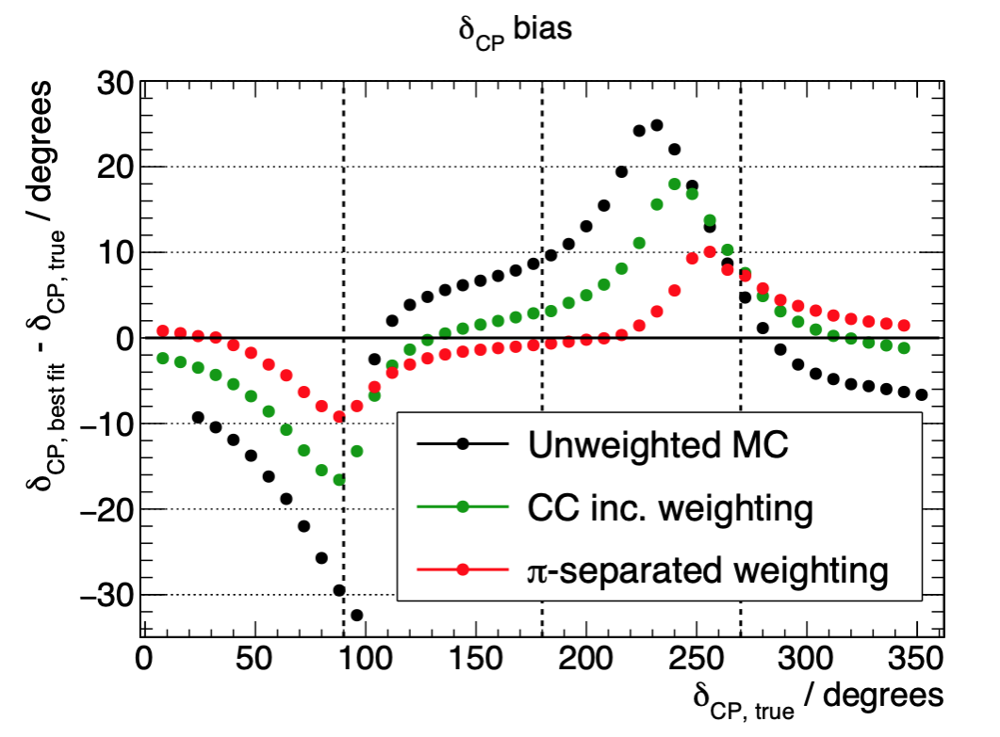 δCP bias
δCP, best fit - δCP, true / degrees
30
20
10
0
−10
−20
−30
Unweighted MC
CC inc. weighting
π-separated weighting
0 50 100 150 200 250 300 350
δCP, true / degrees